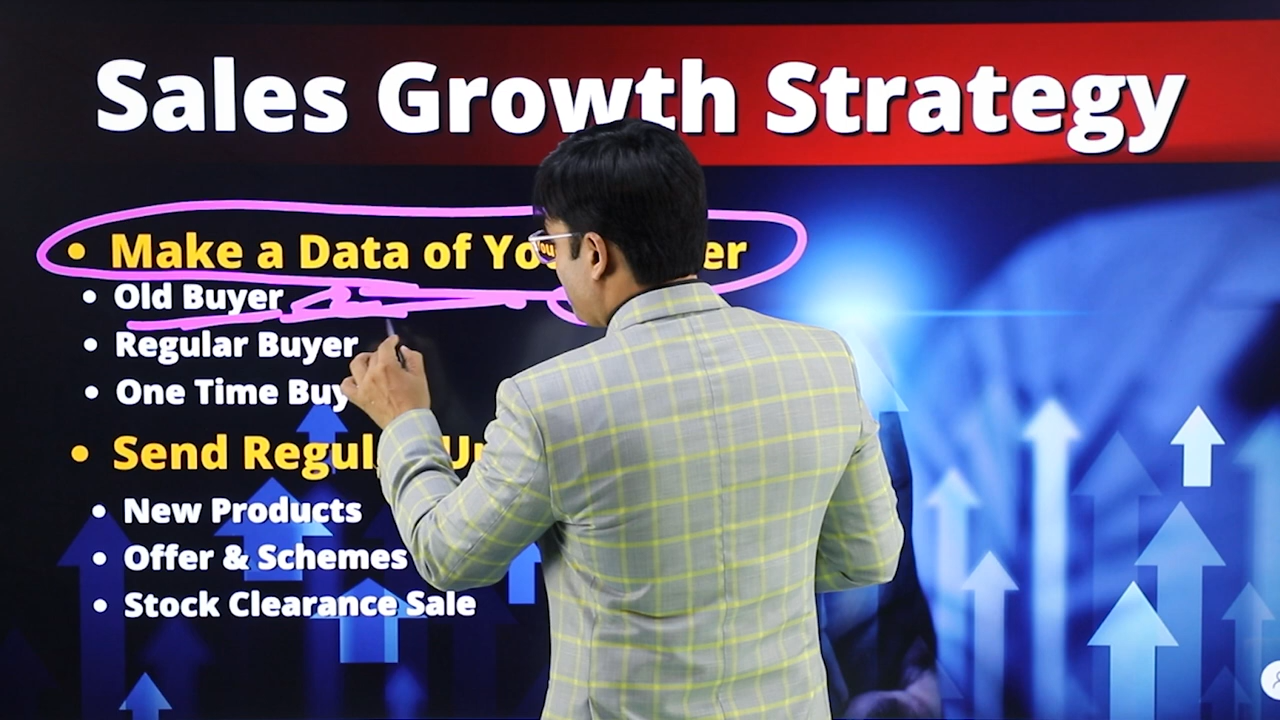 Sales Growth Strategy
• Make a Data of
• Old Buyer
• Regular Buyer
• One Time
• Send
• New Products
• Offer & Schemes
• Stock Clearance Sale